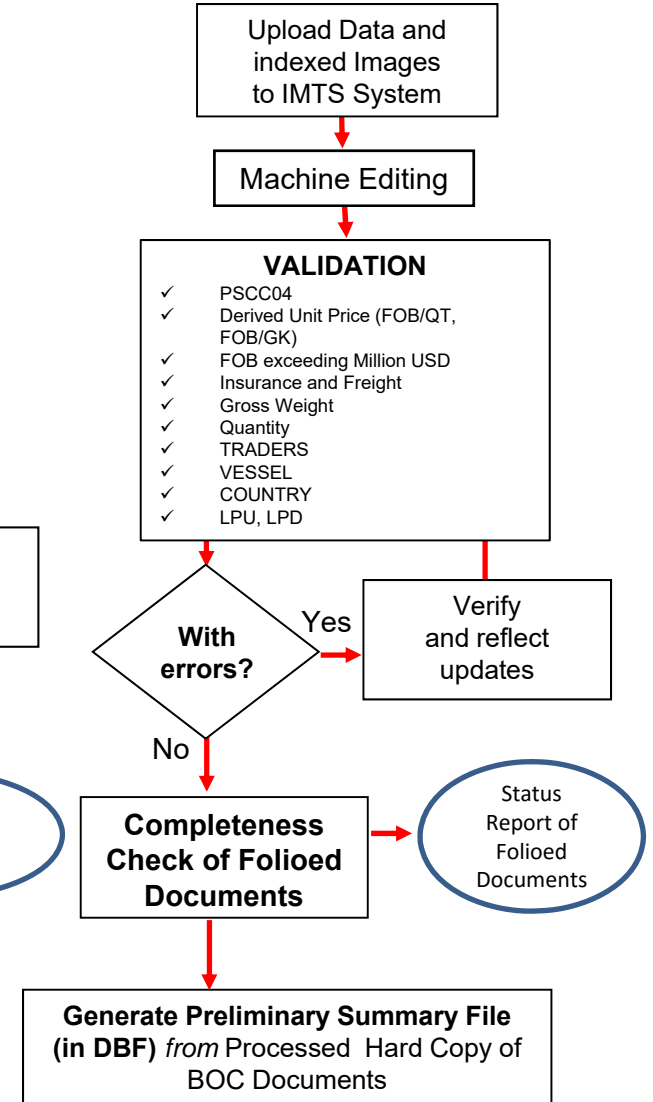 Upload Data and
indexed Images
to IMTS System
Machine Editing
VALIDATION
✓ PSCC04
✓ Derived Unit Price (FOB/QT,
FOB/GK)
✓ FOB exceeding Million USD
✓ Insurance and Freight
✓ Gross Weight
✓ Quantity
✓ TRADERS
✓ VESSEL
✓ COUNTRY
✓ LPU, LPD
With
errors?
Yes
Verify
and reflect
updates
No
Completeness
Check of Folioed
Documents
Status
Report of
Folioed
Documents
Generate Preliminary Summary File
(in DBF) from Processed Hard Copy of
BOC Documents